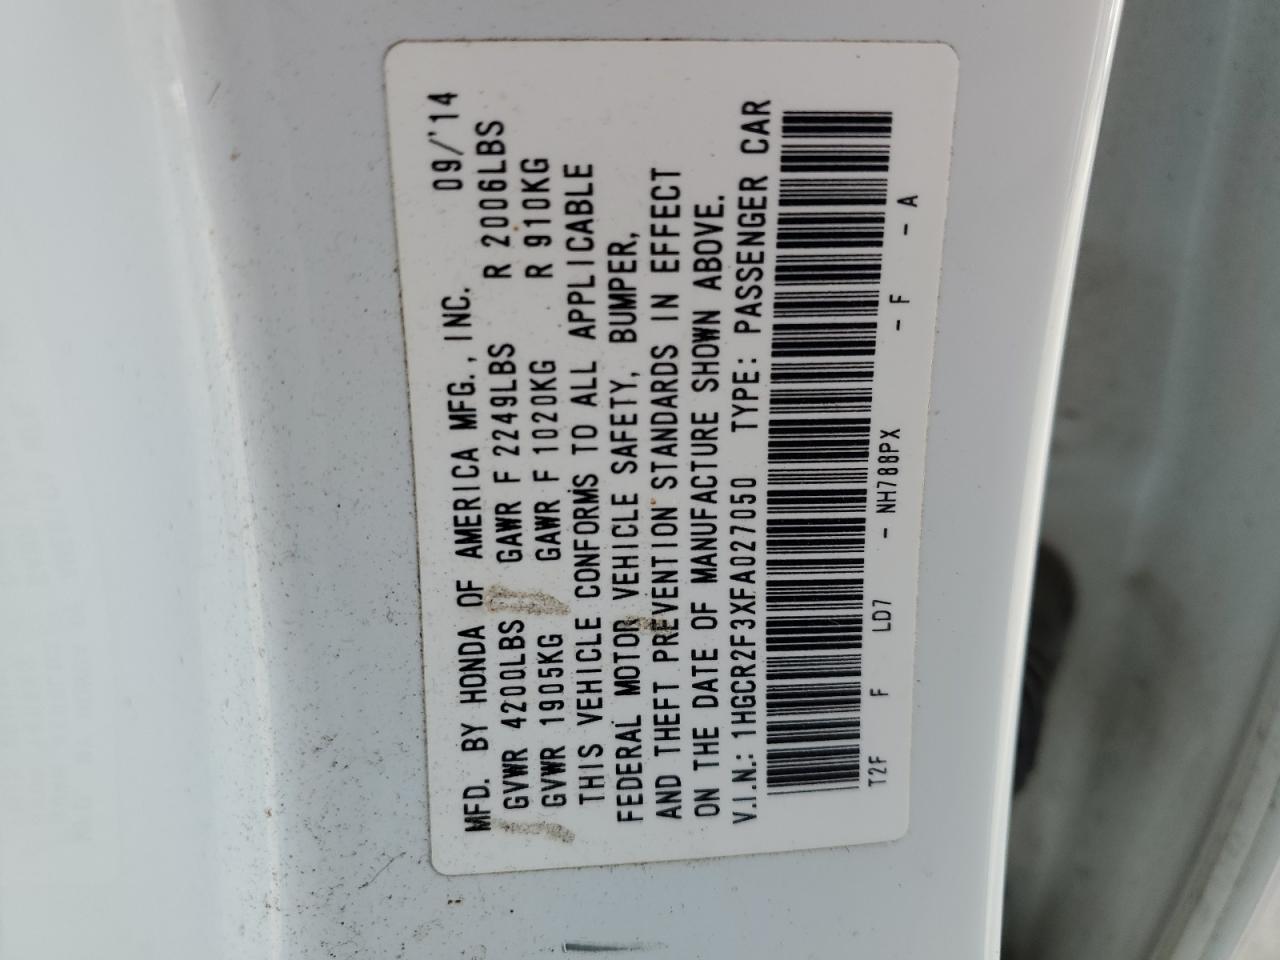 MFD. BY HONDA OF AMERICA MFG., INC. 09/'14
GVWR 4200LBS GAWR F 2249LBS R 2006LBS
GVWR 1905KG GAWR F 1020KG R 910KG
THIS VEHICLE CONFORMS TO ALL APPLICABLE
FEDERAL MOTOR VEHICLE SAFETY, BUMPER,
AND THEFT PREVENTION STANDARDS IN EFFECT
ON THE DATE OF MANUFACTURE SHOWN ABOVE.
V.I.N.: 1HGCR2F3XFA027050 TYPE: PASSENGER CAR
T2F F LD7 - NH788PX - F - A